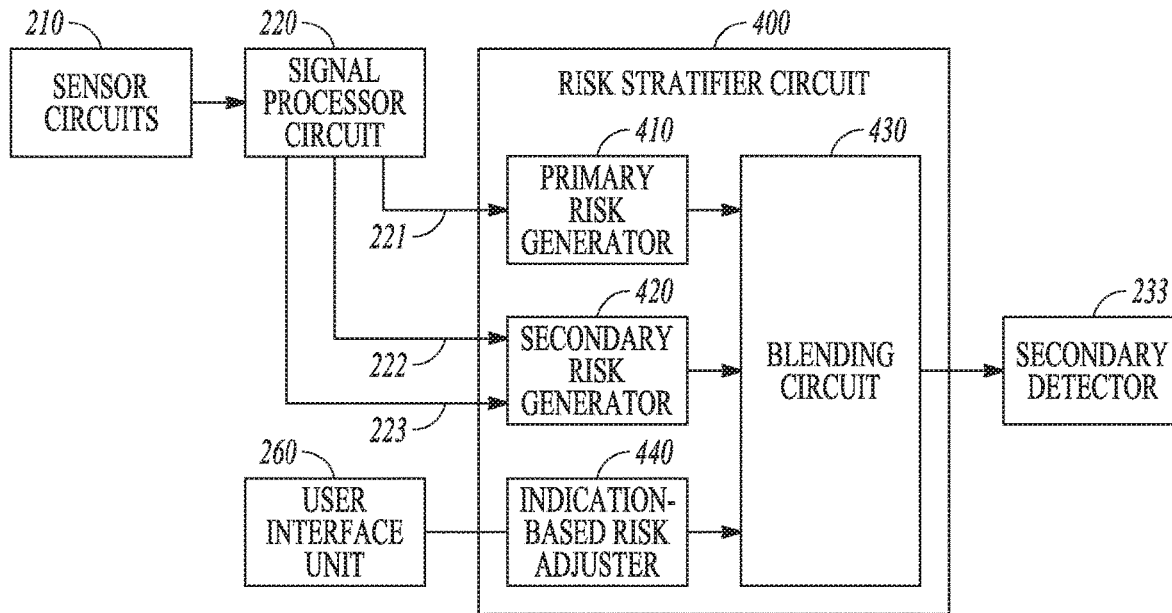 210
SENSOR
CIRCUITS
220
SIGNAL
PROCESSOR
CIRCUIT
400
RISK STRATIFIER CIRCUIT
410
PRIMARY
RISK
GENERATOR
221
420
SECONDARY
RISK
GENERATOR
222
223
430
BLENDING
CIRCUIT
233
SECONDARY
DETECTOR
260
USER
INTERFACE
UNIT
440
INDICATION-
BASED RISK
ADJUSTER